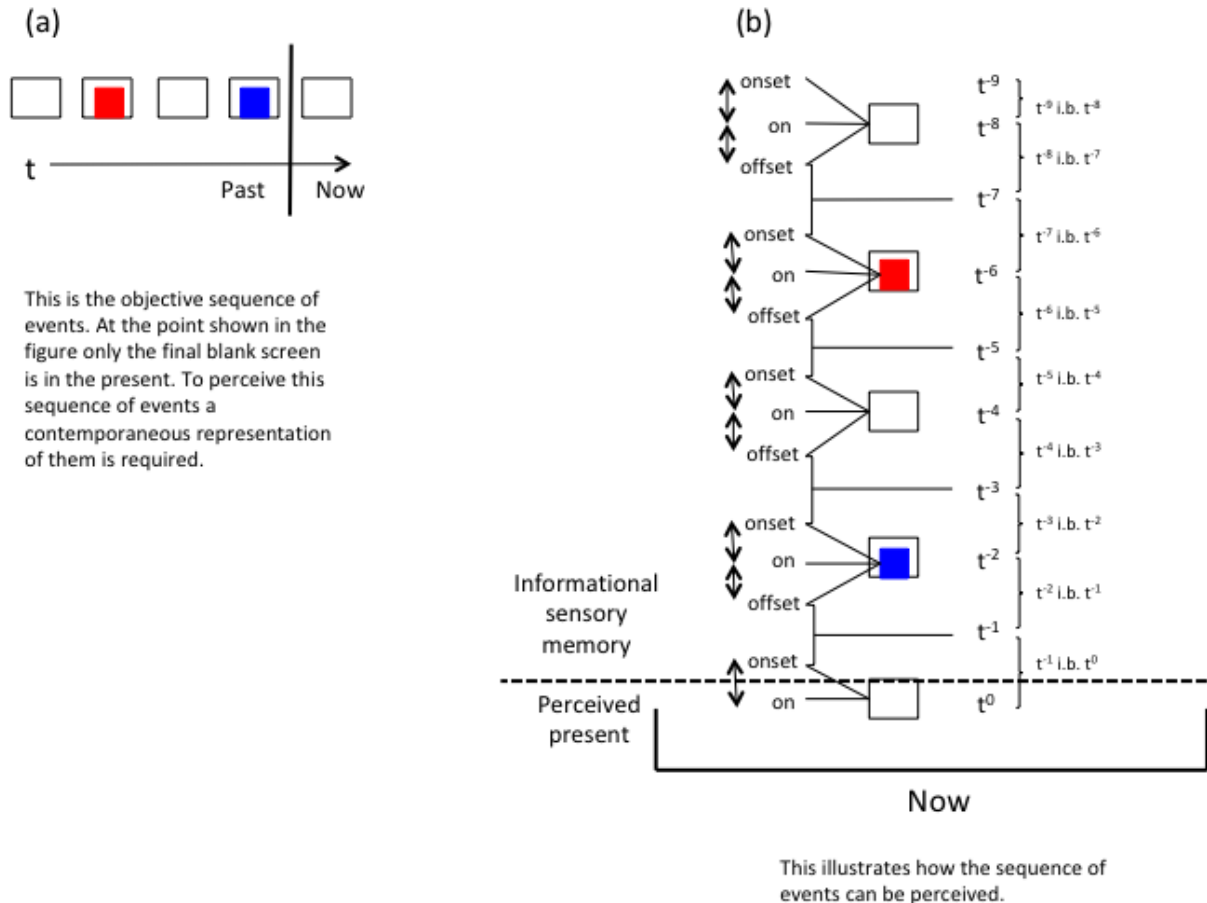 (a)
t
Past
Now
This is the objective sequence of
events. At the point shown in the
figure only the final blank screen
is in the present. To perceive this
sequence of events a
contemporaneous representation
of them is required.
(b)
onset
t⁻⁹
t⁻⁹ i.b. t⁻⁸
on
t⁻⁸
t⁻⁸ i.b. t⁻⁷
offset
t⁻⁷
onset
t⁻⁷ i.b. t⁻⁶
on
t⁻⁶
offset
t⁻⁶ i.b. t⁻⁵
t⁻⁵
onset
t⁻⁵ i.b. t⁻⁴
on
t⁻⁴
offset
t⁻⁴ i.b. t⁻³
t⁻³
onset
t⁻³ i.b. t⁻²
on
t⁻²
t⁻² i.b. t⁻¹
offset
t⁻¹
onset
t⁻¹ i.b. t⁰
on
t⁰
Informational
sensory
memory
Perceived
present
Now
This illustrates how the sequence of
events can be perceived.